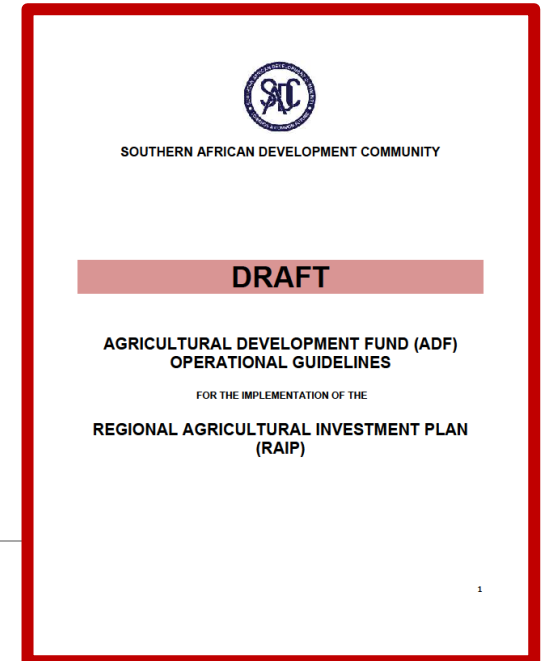 SADC
SOUTHERN AFRICAN DEVELOPMENT COMMUNITY
DRAFT
AGRICULTURAL DEVELOPMENT FUND (ADF)
OPERATIONAL GUIDELINES
FOR THE IMPLEMENTATION OF THE
REGIONAL AGRICULTURAL INVESTMENT PLAN
(RAIP)
1